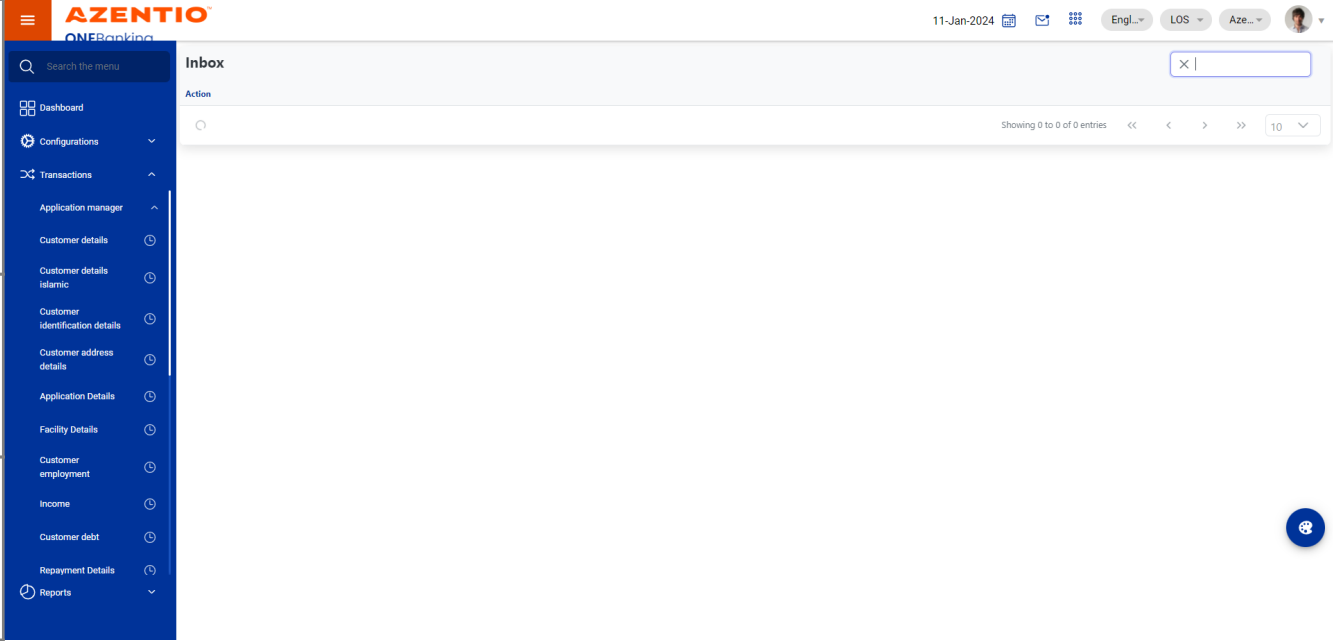 AZENTIO
ONEBanking
11-Jan-2024
Engl...
LOS
Aze...
Search the menu
Inbox
Action
Dashboard
Showing 0 to 0 of 0 entries
10
Configurations
Transactions
Application manager
Customer details
Customer details
islamic
Customer
identification details
Customer address
details
Application Details
Facility Details
Customer
employment
Income
Customer debt
Repayment Details
Reports